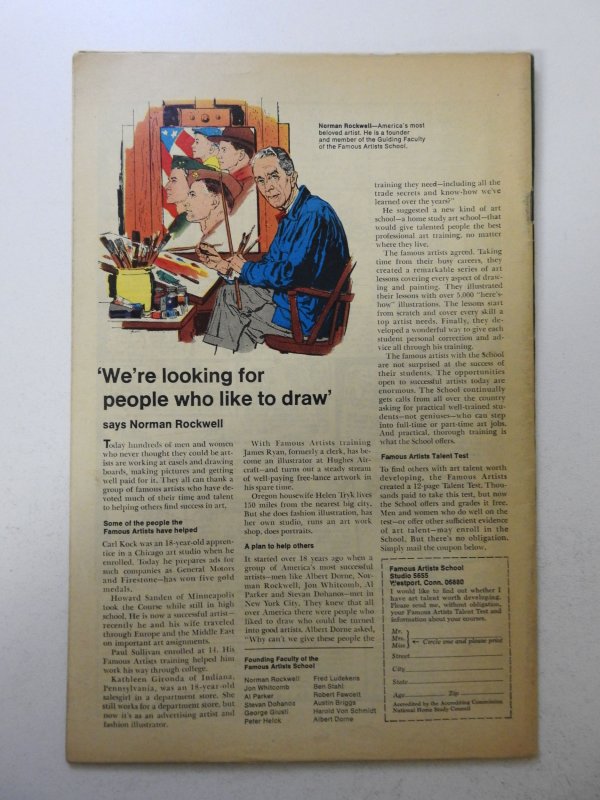 Norman Rockwell—America's most
beloved artist. He is a founder
and member of the Guiding Faculty
of the Famous Artists School.
'We're looking for
people who like to draw'
says Norman Rockwell
Today hundreds of men and women
who never thought they could be art-
ists are working at easels and drawing
boards, making pictures and getting
well paid for it. They all can thank a
group of famous artists who have de-
voted much of their time and talent
to helping others find success in art.
Some of the people the
Famous Artists have helped
Carl Kock was an 18-year-old appren-
tice in a Chicago art studio when he
enrolled. Today he prepares ads for
such companies as General Motors
and Firestone—has won five gold
medals.
Howard Sanden of Minneapolis
took the Course while still in high
school. He is now a successful artist—
recently he and his wife traveled
through Europe and the Middle East
on important art assignments.
Paul Sullivan enrolled at 14. His
Famous Artists training helped him
work his way through college.
Kathleen Gironda of Indiana,
Pennsylvania, was an 18-year-old
salesgirl in a department store. She
still works for a department store, but
now it's as an advertising artist and
fashion illustrator.
With Famous Artists training
James Ryan, formerly a clerk, has be-
come an illustrator at Hughes Air-
craft—and turns out a steady stream
of well-paying free-lance artwork in
his spare time.
Oregon housewife Helen Tryk lives
150 miles from the nearest big city.
But she does fashion illustration, has
her own studio, runs an art work
shop, does portraits.
A plan to help others
It started over 18 years ago when a
group of America's most successful
artists—men like Albert Dorne, Nor-
man Rockwell, Jon Whitcomb, Al
Parker and Stevan Dohanos—met in
New York City. They knew that all
over America there were people who
liked to draw who could be turned
into good artists. Albert Dorne asked,
"Why can't we give these people the
Founding Faculty of the
Famous Artists School
Norman Rockwell
Jon Whitcomb
Al Parker
Stevan Dohanos
George Giusti
Peter Helck
Fred Ludekens
Ben Stahl
Robert Fawcett
Austin Briggs
Harold Von Schmidt
Albert Dorne
training they need—including all the
trade secrets and know-how we've
learned over the years?"
He suggested a new kind of art
school—a home study art school—that
would give talented people the best
professional art training, no matter
where they live.
The famous artists agreed. Taking
time from their busy careers, they
created a remarkable series of art
lessons covering every aspect of draw-
ing and painting. They illustrated
their lessons with over 5,000 "here's-
how" illustrations. The lessons start
from scratch and cover every skill a
top artist needs. Finally, they de-
veloped a wonderful way to give each
student personal correction and ad-
vice all through his training.
The famous artists with the School
are not surprised at the success of
their students. The opportunities
open to successful artists today are
enormous. The School continually
gets calls from all over the country
asking for practical well-trained stu-
dents—not geniuses—who can step
into full-time or part-time art jobs.
And practical, thorough training is
what the School offers.
Famous Artists Talent Test
To find others with art talent worth
developing, the Famous Artists
created a 12-page Talent Test. Thou-
sands paid to take this test, but now
the School offers and grades it free.
Men and women who do well on the
test—or offer other sufficient evidence
of art talent—may enroll in the
School. But there's no obligation.
Simply mail the coupon below.
Famous Artists School
Studio 5655
Westport, Conn. 06880
I would like to find out whether I
have art talent worth developing.
Please send me, without obligation,
your Famous Artists Talent Test and
information about your courses.
Mr.
Mrs. ← Circle one and please print
Miss
Street
City
State
Age Zip
Accredited by the Accrediting Commission,
National Home Study Council